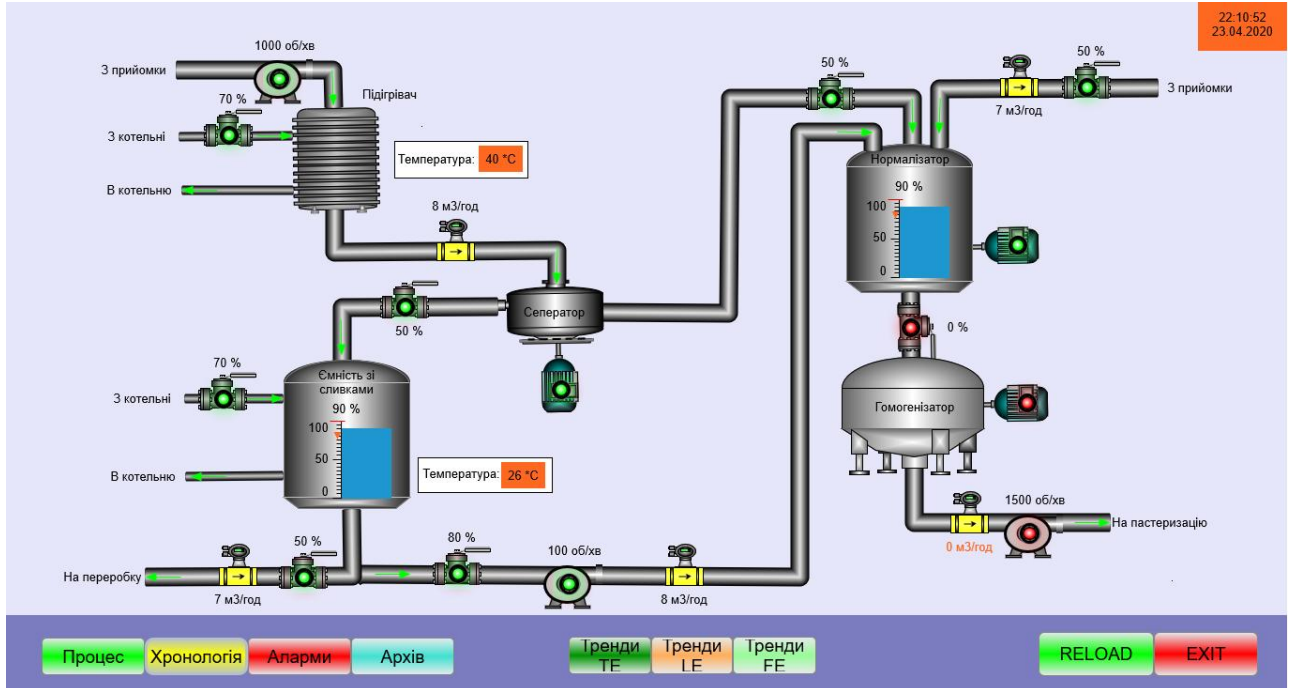 22:10:52
23.04.2020
1000 об/хв
З прийомки
70 %
Підігрівач
З котельні
Температура: 40 °C
В котельню
8 м3/год
50 %
50 %
7 м3/год
З прийомки
Нормалізатор
90 %
100
50
0
Сеператор
50 %
0 %
70 %
Ємність зі
сливками
90 %
100
50
0
З котельні
Температура: 26 °C
В котельню
Гомогенізатор
1500 об/хв
На пастеризацію
0 м3/год
50 %
80 %
100 об/хв
На переробку
7 м3/год
8 м3/год
Процес
Хронологія
Аларми
Архів
Тренди
TE
Тренди
LE
Тренди
FE
RELOAD
EXIT